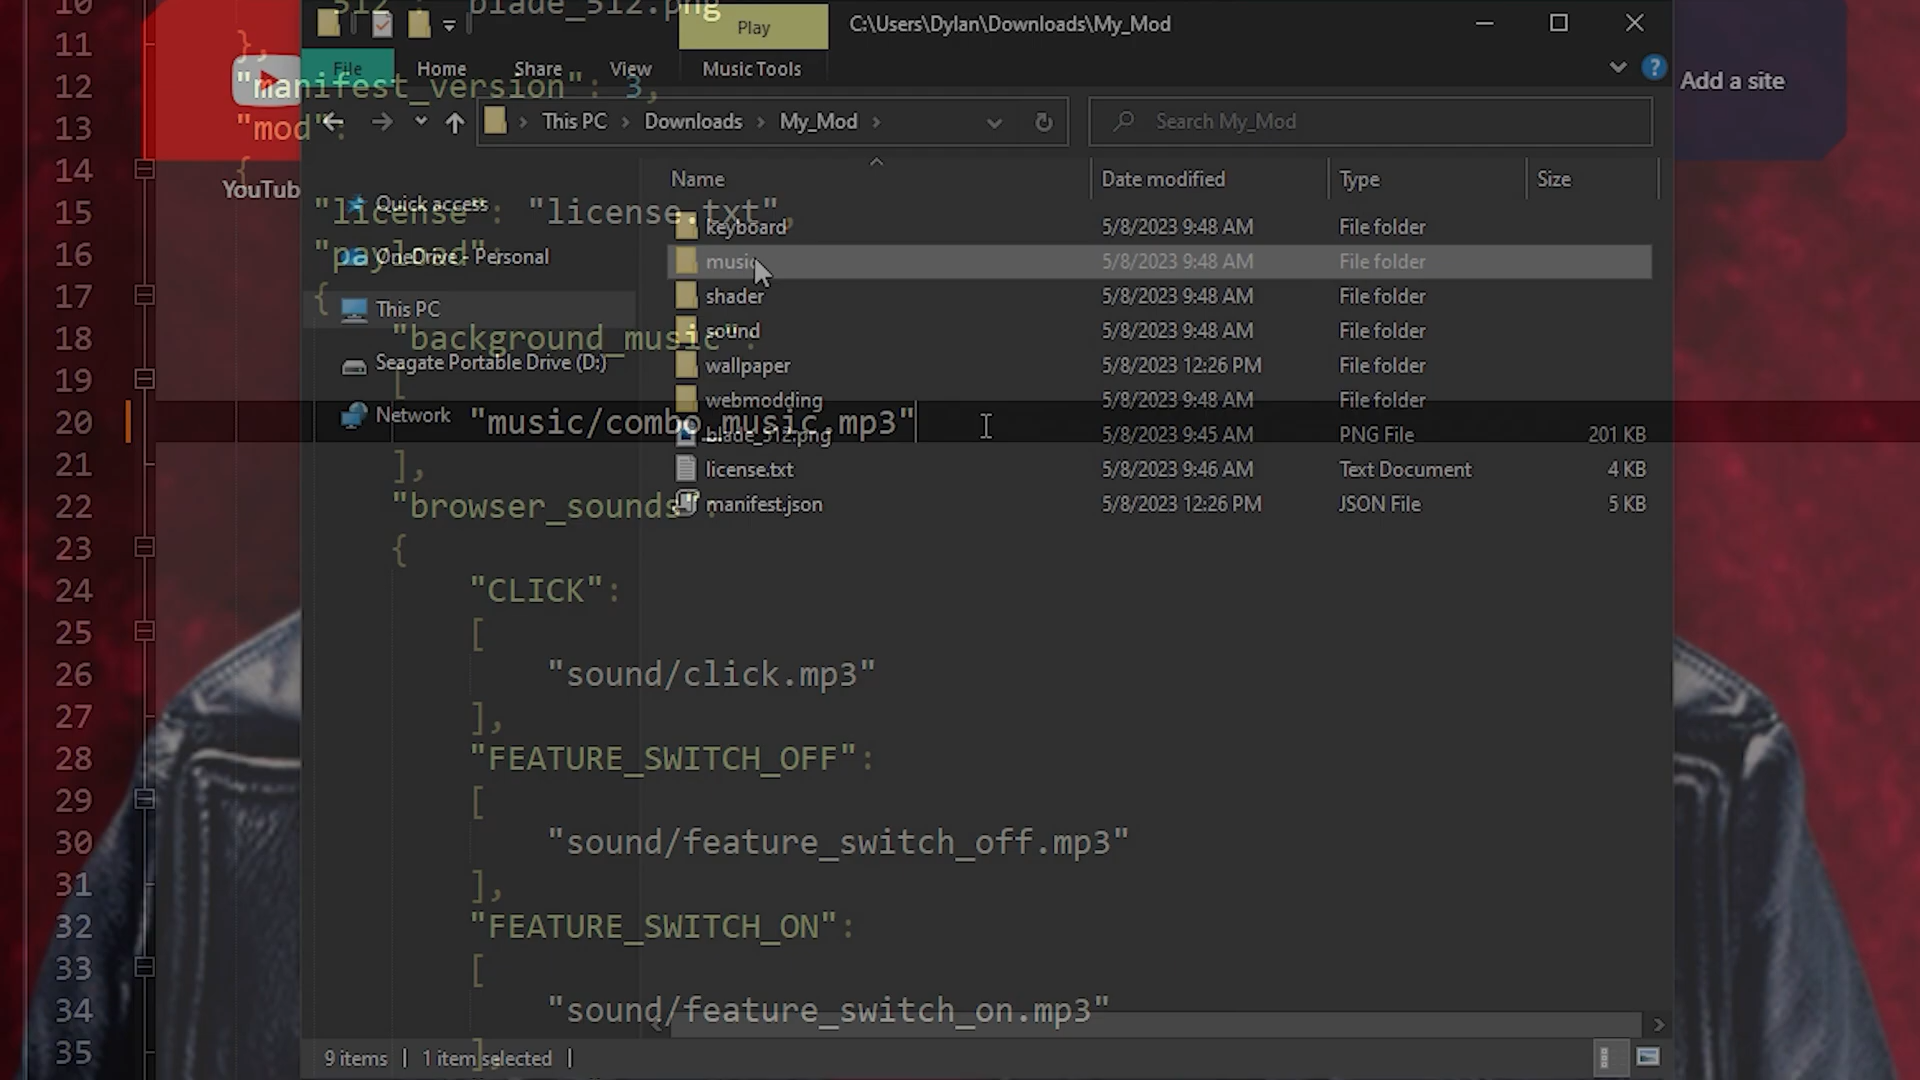 Play
C:\Users\Dylan\Downloads\My_Mod
File Home Share View Music Tools
This PC > Downloads > My_Mod >
Search My_Mod
Add a site
YouTub
Name Date modified Type Size
Quick access
OneDrive - Personal
This PC
Seagate Portable Drive (D:)
Network
keyboard 5/8/2023 9:48 AM File folder
music 5/8/2023 9:48 AM File folder
shader 5/8/2023 9:48 AM File folder
sound 5/8/2023 9:48 AM File folder
wallpaper 5/8/2023 12:26 PM File folder
webmodding 5/8/2023 9:48 AM File folder
blade_512.png 5/8/2023 9:45 AM PNG File 201 KB
license.txt 5/8/2023 9:46 AM Text Document 4 KB
manifest.json 5/8/2023 12:26 PM JSON File 5 KB
9 items | 1 item selected |
10 "512": "blade_512.png
11 },
12 "manifest_version": 3,
13 "mod":
14 {
15 "license": "license.txt",
16 "payload":
17 {
18 "background_music":
19 [
20 "music/combo_music.mp3"
21 ],
22 "browser_sounds":
23 {
24 "CLICK":
25 [
26 "sound/click.mp3"
27 ],
28 "FEATURE_SWITCH_OFF":
29 [
30 "sound/feature_switch_off.mp3"
31 ],
32 "FEATURE_SWITCH_ON":
33 [
34 "sound/feature_switch_on.mp3"
35 ],